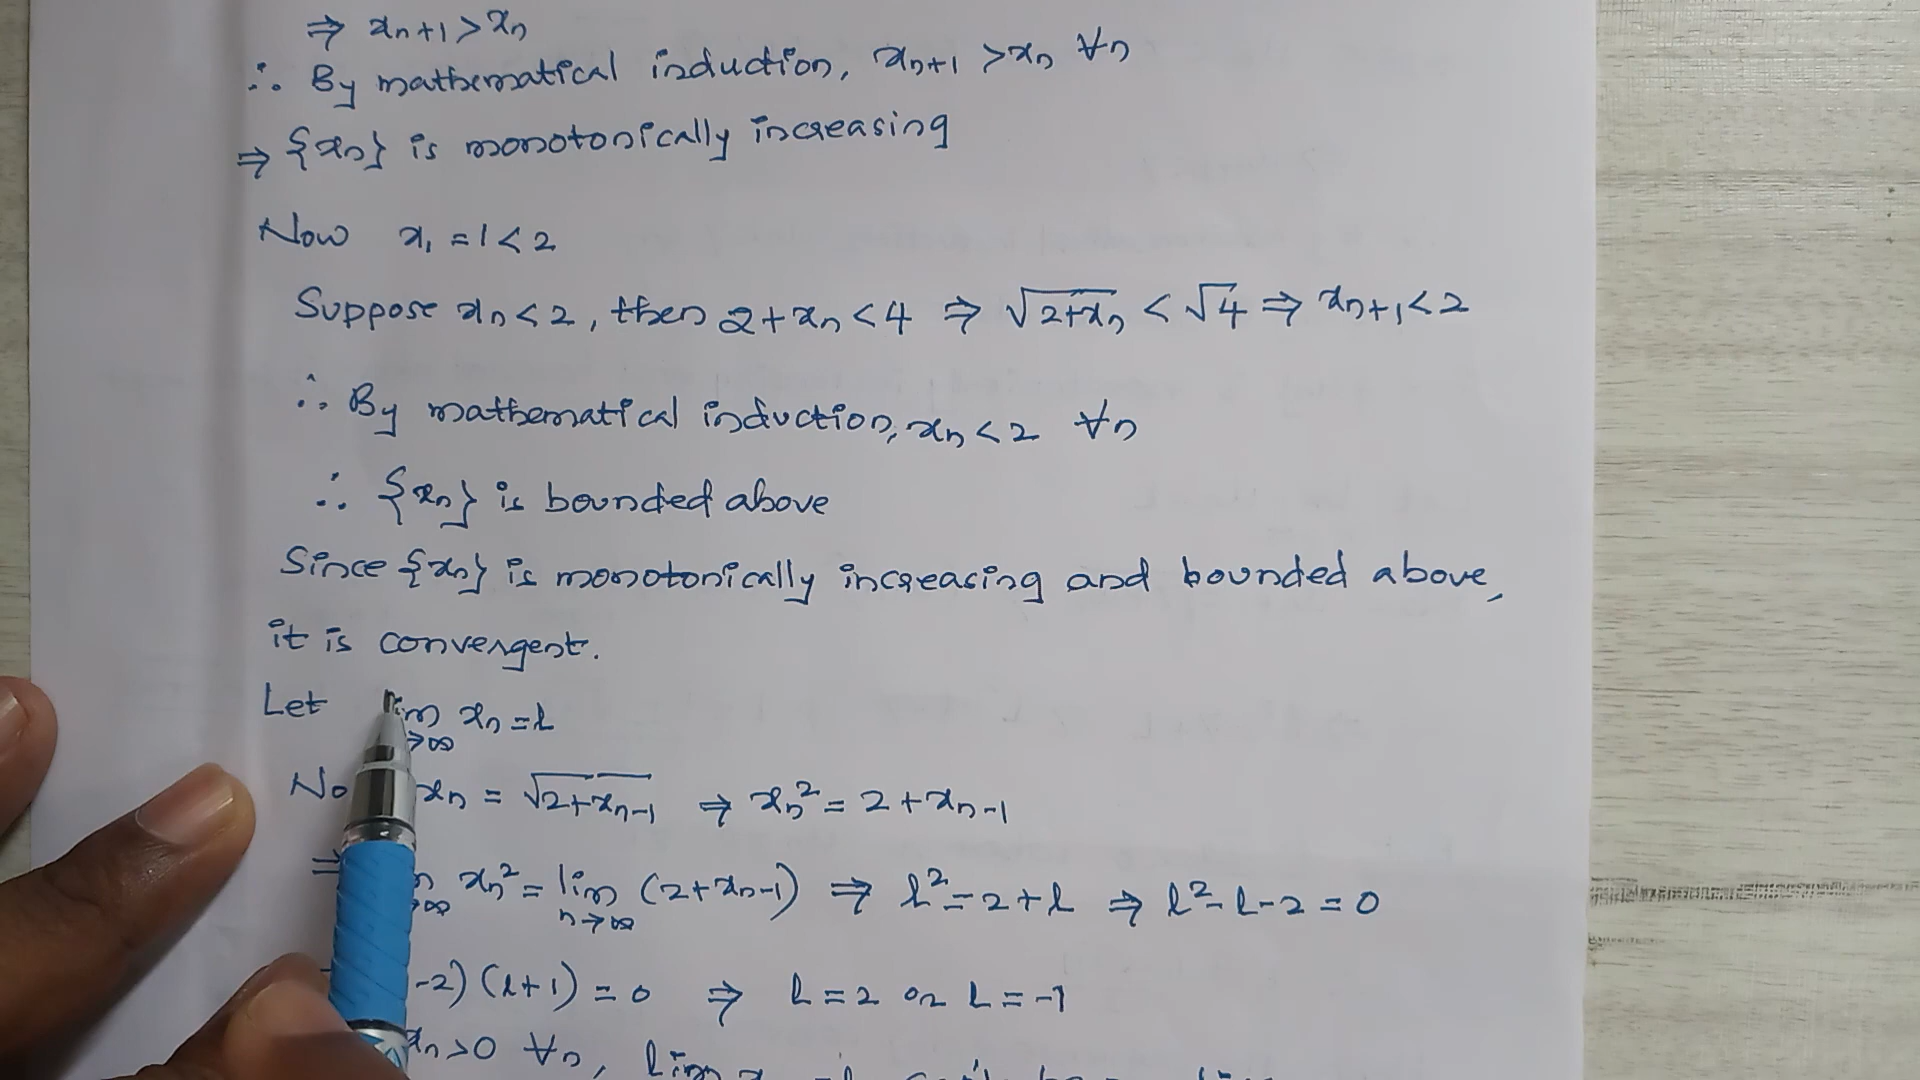 ⇒ xₙ₊₁ > xₙ
∴ By mathematical induction, xₙ₊₁ > xₙ ∀n
⇒ {xₙ} is monotonically increasing
Now x₁ = 1 < 2
Suppose xₙ < 2, then 2 + xₙ < 4 ⇒ √(2+xₙ) < √4 ⇒ xₙ₊₁ < 2
∴ By mathematical induction, xₙ < 2 ∀n
∴ {xₙ} is bounded above
Since {xₙ} is monotonically increasing and bounded above,
it is convergent.
Let xₙ = l
xₙ = √(2+xₙ₋₁) ⇒ xₙ² = 2 + xₙ₋₁
⇒ xₙ² = lim n→∞ (2+xₙ₋₁) ⇒ l² = 2 + l ⇒ l² - l - 2 = 0
-2)(l+1) = 0 ⇒ l = 2 or l = -1
xₙ > 0 ∀n,